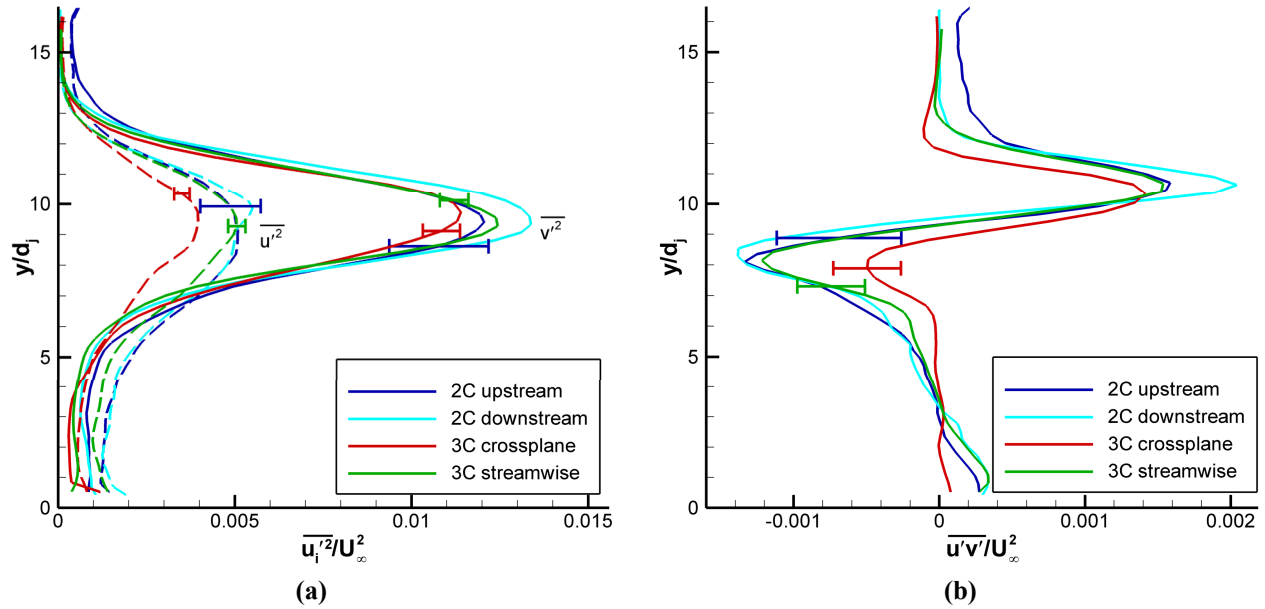 15
10
5
0
y/d_j
u'²
v'²
2C upstream
2C downstream
3C crossplane
3C streamwise
0 0.005 0.01 0.015
u_i'²/U_∞²
(a)
15
10
5
0
y/d_j
2C upstream
2C downstream
3C crossplane
3C streamwise
-0.001 0 0.001 0.002
u'v'/U_∞²
(b)